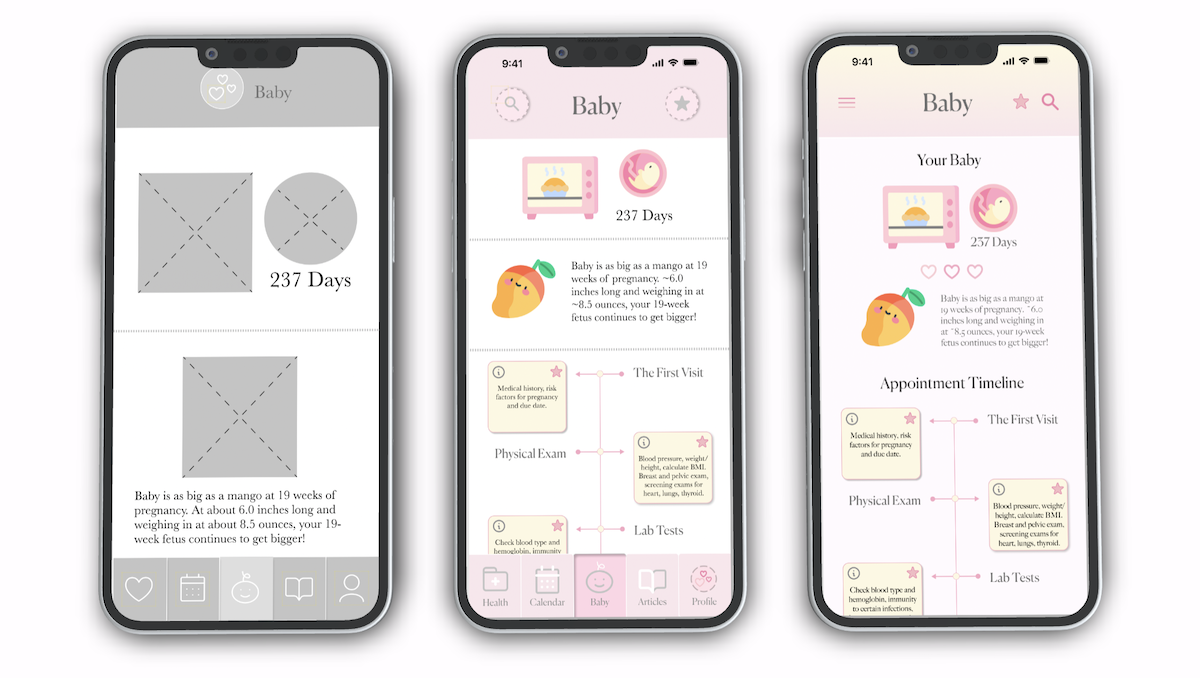 Baby
237 Days
Baby is as big as a mango at 19 weeks of
pregnancy. At about 6.0 inches long and
weighing in at about 8.5 ounces, your 19-
week fetus continues to get bigger!
9:41
Baby
237 Days
Baby is as big as a mango at 19
weeks of pregnancy. ~6.0
inches long and weighing in at
~8.5 ounces, your 19-week
fetus continues to get bigger!
Medical history, risk
factors for pregnancy
and due date.
The First Visit
Physical Exam
Blood pressure, weight/
height, calculate BMI.
Breast and pelvic exam,
screening exams for
heart, lungs, thyroid.
Check blood type and
hemoglobin, immunity
Lab Tests
Health
Calendar
Baby
Articles
Profile
9:41
Baby
Your Baby
237 Days
Baby is as big as a mango at
19 weeks of pregnancy. ~6.0
inches long and weighing in
at ~8.5 ounces, your 19-week
fetus continues to get bigger!
Appointment Timeline
Medical history, risk
factors for pregnancy
and due date.
The First Visit
Physical Exam
Blood pressure, weight/
height, calculate BMI.
Breast and pelvic exam,
screening exams for
heart, lungs, thyroid.
Check blood type and
hemoglobin, immunity
to certain infections.
Lab Tests